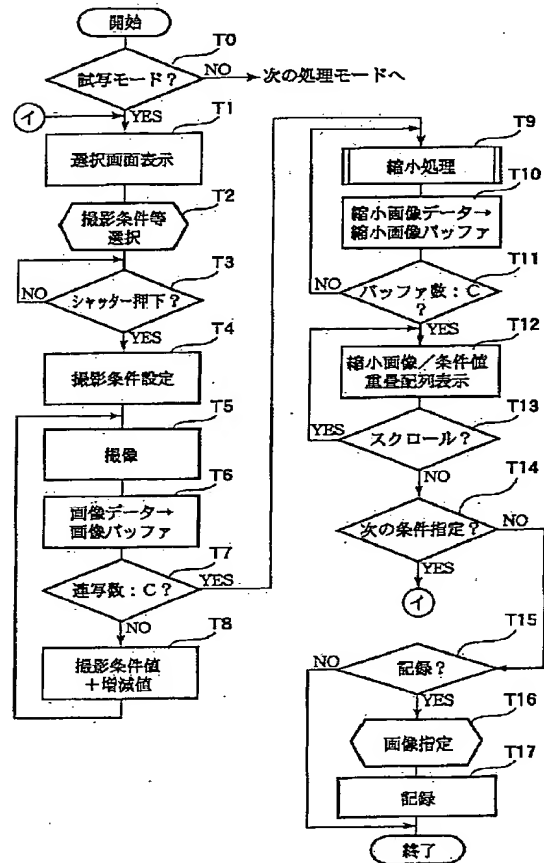 開始
T0
試写モード?
NO
次の処理モードへ
イ
YES
T1
選択画面表示
T2
撮影条件等
選択
T3
シャッター押下?
NO
YES
T4
撮影条件設定
T5
撮像
T6
画像データ→
画像バッファ
T7
連写数:C?
YES
NO
T8
撮影条件値
+増減値
T9
縮小処理
T10
縮小画像データ→
縮小画像バッファ
T11
バッファ数:C
?
NO
YES
T12
縮小画像/条件値
重畳配列表示
T13
スクロール?
YES
NO
T14
次の条件指定?
NO
YES
イ
T15
記録?
NO
YES
T16
画像指定
T17
記録
終了